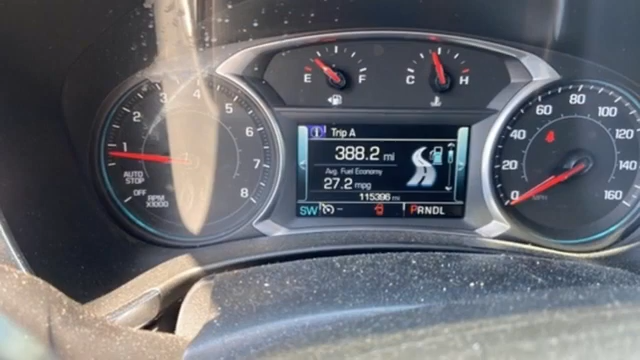 E F
C H
1 2 3 4 5 6 7 8
AUTO
STOP
OFF
RPM
X1000
Trip A
388.2 mi
Avg. Fuel Economy
27.2 mpg
115396 mi
SW PRNDL
0 20 40 60 80 100 120 140 160
MPH